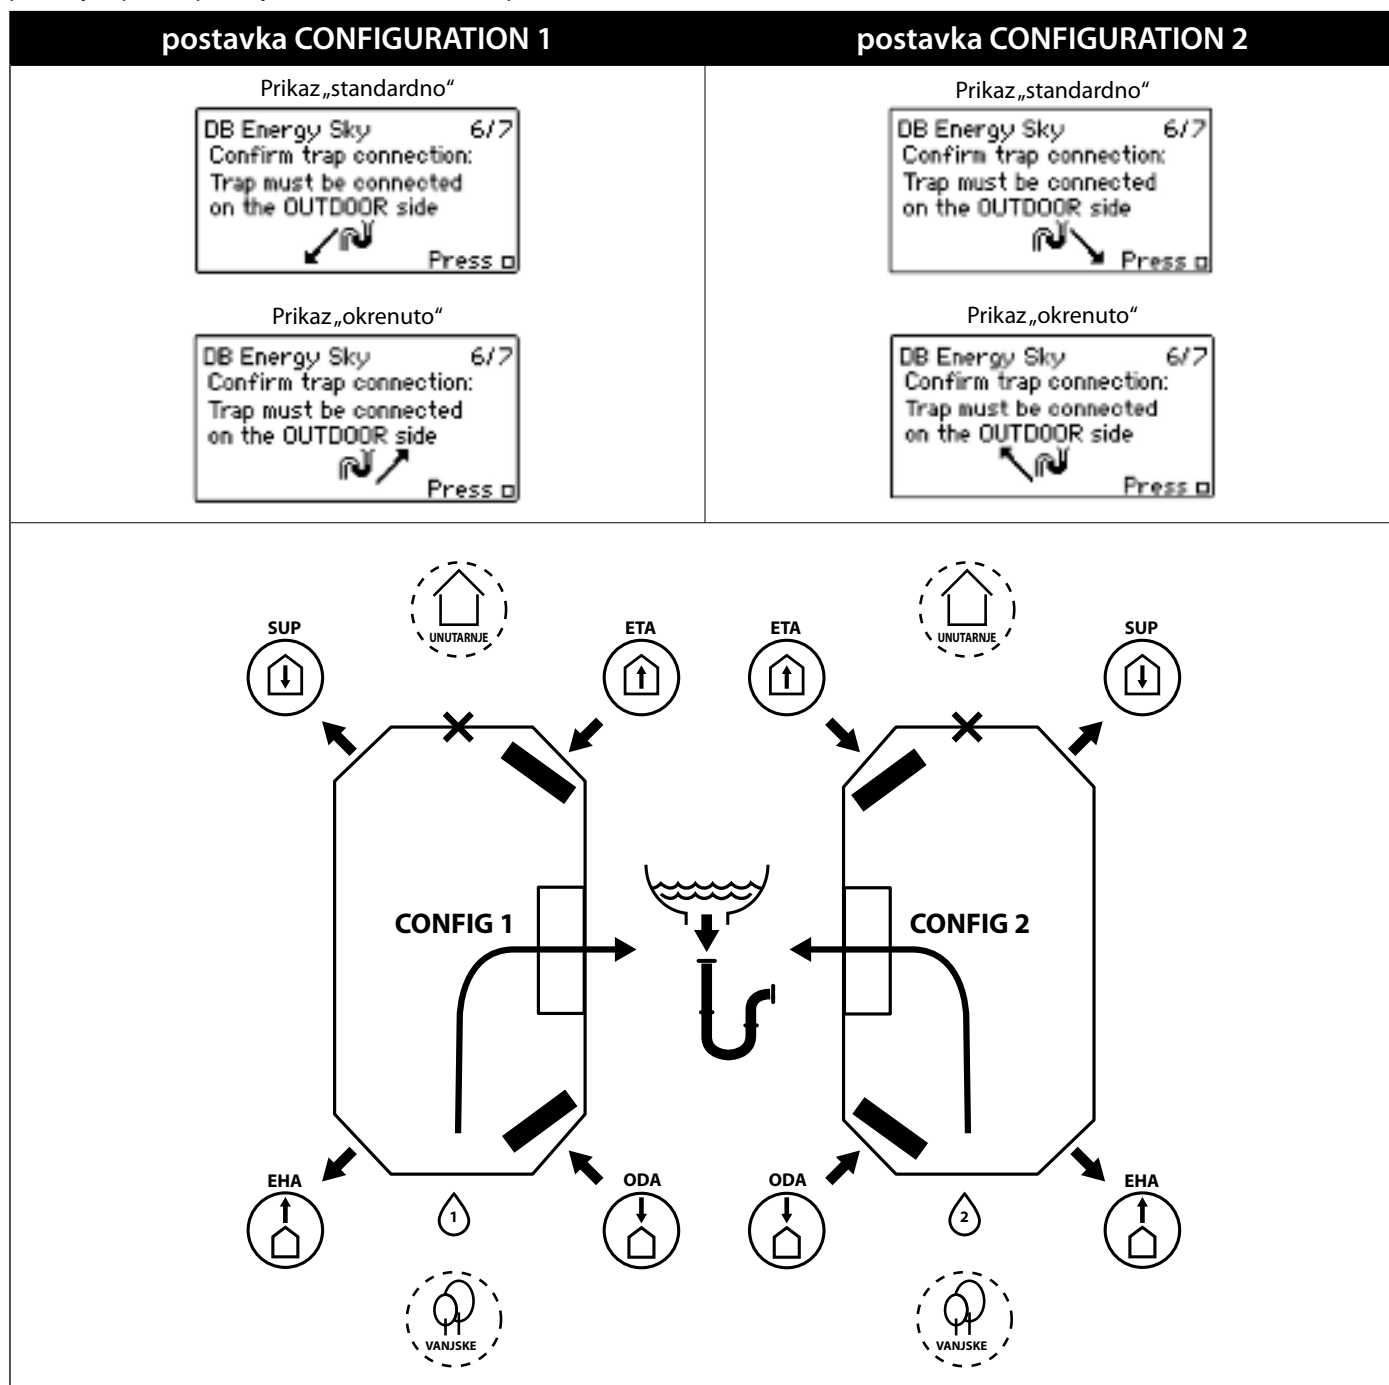 postavka CONFIGURATION 1
postavka CONFIGURATION 2
Prikaz „standardno“
DB Energy Sky 6/7
Confirm trap connection:
Trap must be connected
on the OUTDOOR side
Press
Prikaz „okrenuto“
DB Energy Sky 6/7
Confirm trap connection:
Trap must be connected
on the OUTDOOR side
Press
Prikaz „standardno“
DB Energy Sky 6/7
Confirm trap connection:
Trap must be connected
on the OUTDOOR side
Press
Prikaz „okrenuto“
DB Energy Sky 6/7
Confirm trap connection:
Trap must be connected
on the OUTDOOR side
Press
UNUTARNJE
UNUTARNJE
SUP
ETA
ETA
SUP
CONFIG 1
CONFIG 2
EHA
ODA
ODA
EHA
1
2
VANJSKE
VANJSKE